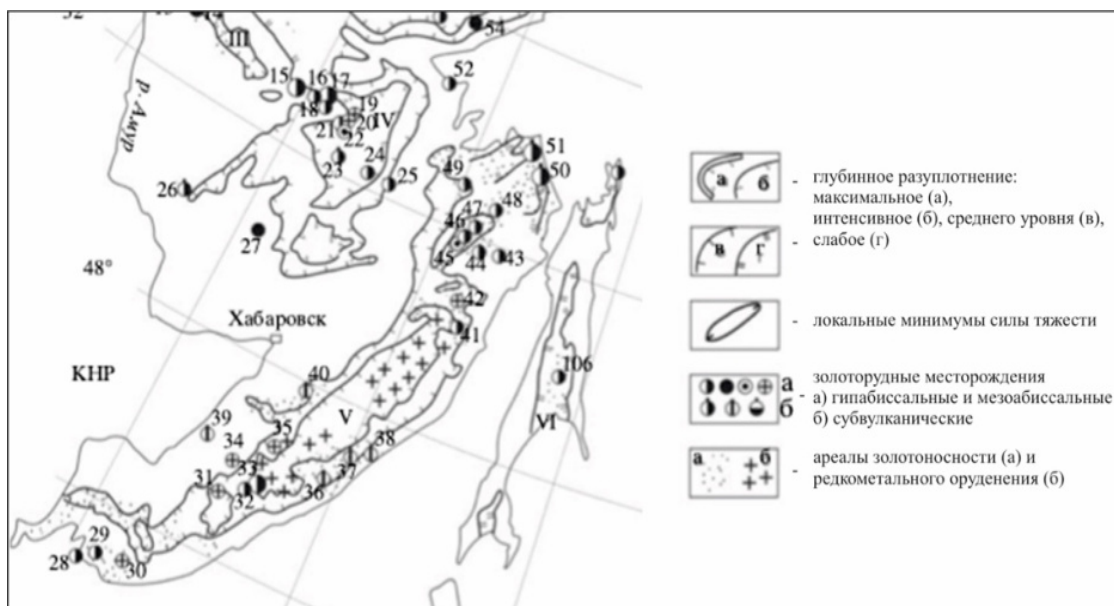 54
III
15
16
17
52
18
19
20
IV
21
22
23
24
25
26
27
р. Амур
51
50
49
48
47
46
45
44
43
42
41
48°
Хабаровск
КНР
40
39
V
106
VI
38
37
36
35
34
33
32
31
30
29
28
а б
в г
глубинное разуплотнение:
максимальное (а),
интенсивное (б), среднего уровня (в),
слабое (г)
- локальные минимумы силы тяжести
а
б
- золоторудные месторождения
а) гипабиссальные и мезоабиссальные
б) субвулканические
а б
- ареалы золотоносности (а) и
редкометального оруденения (б)